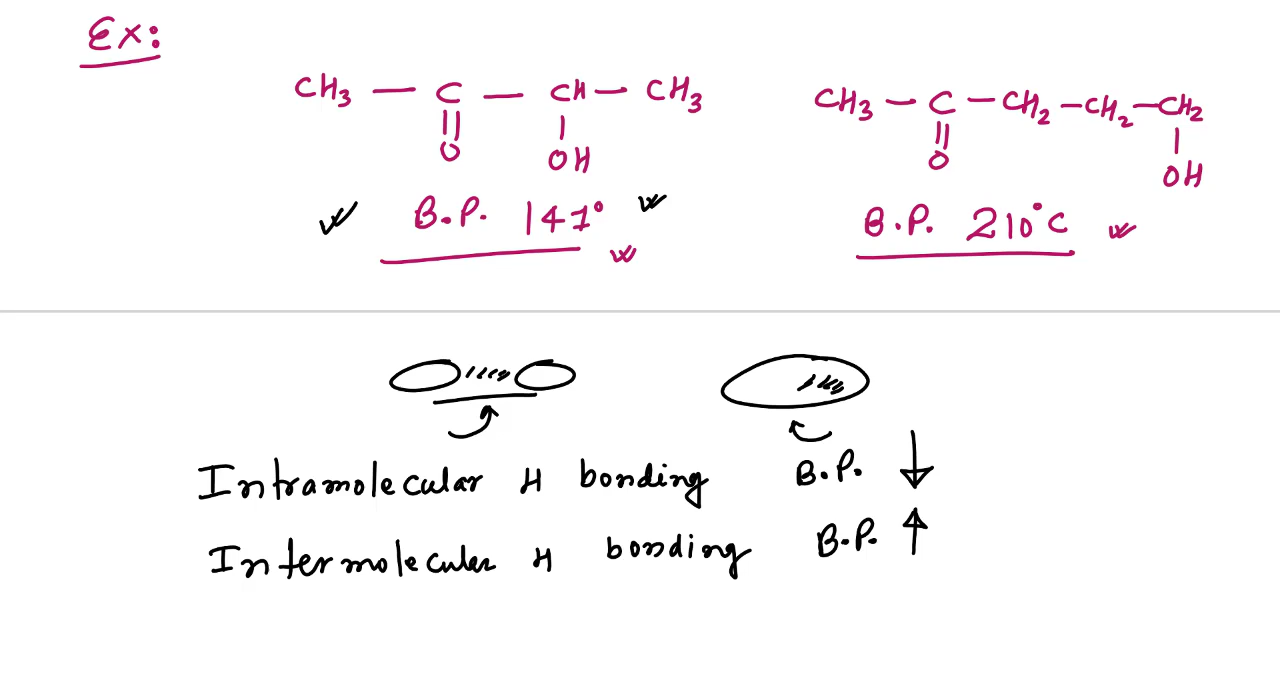 Ex:
CH₃ — C — CH — CH₃
|| |
O OH
B.P. 141°
CH₃ — C — CH₂ — CH₂ — CH₂
|| |
O OH
B.P. 210°C
Intramolecular H bonding B.P. ↓
Intermolecular H bonding B.P. ↑